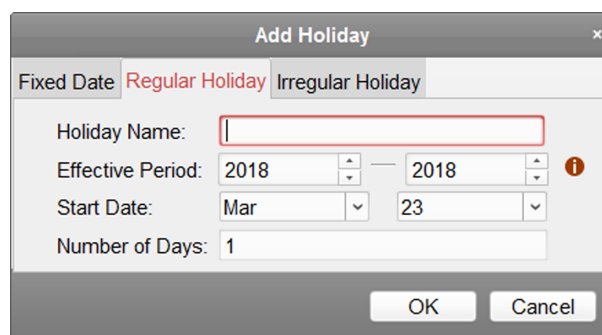 Add Holiday ×
Fixed Date Regular Holiday Irregular Holiday
Holiday Name:
Effective Period: 2018 — 2018 i
Start Date: Mar 23
Number of Days: 1
OK Cancel